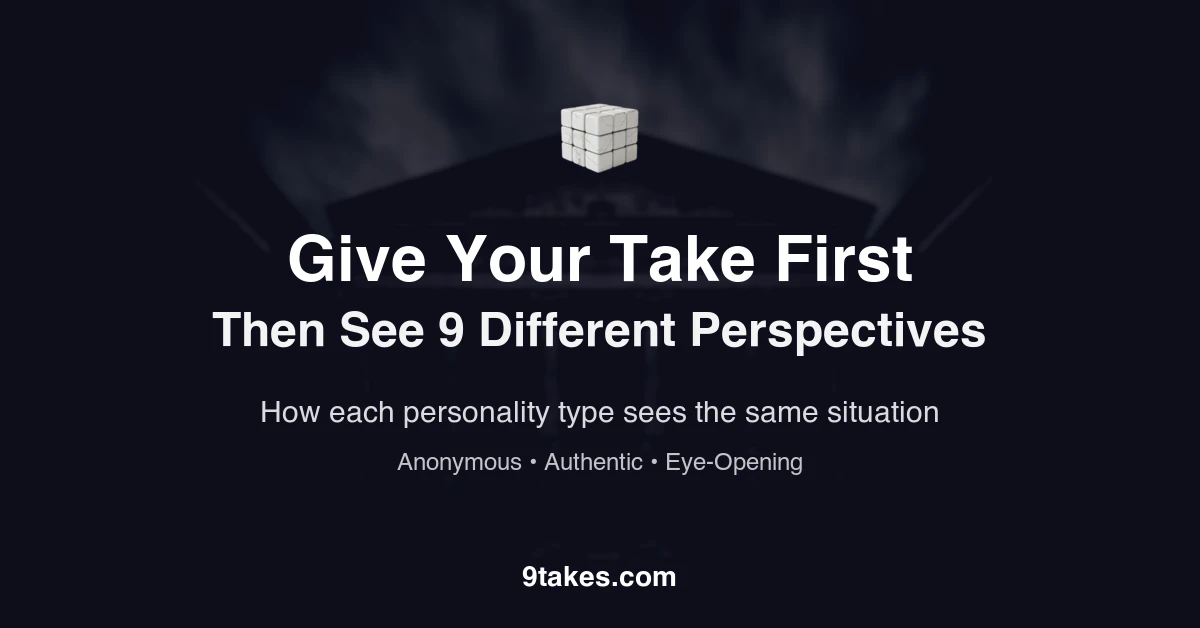 Give Your Take First
Then See 9 Different Perspectives
How each personality type sees the same situation
Anonymous • Authentic • Eye-Opening
9takes.com